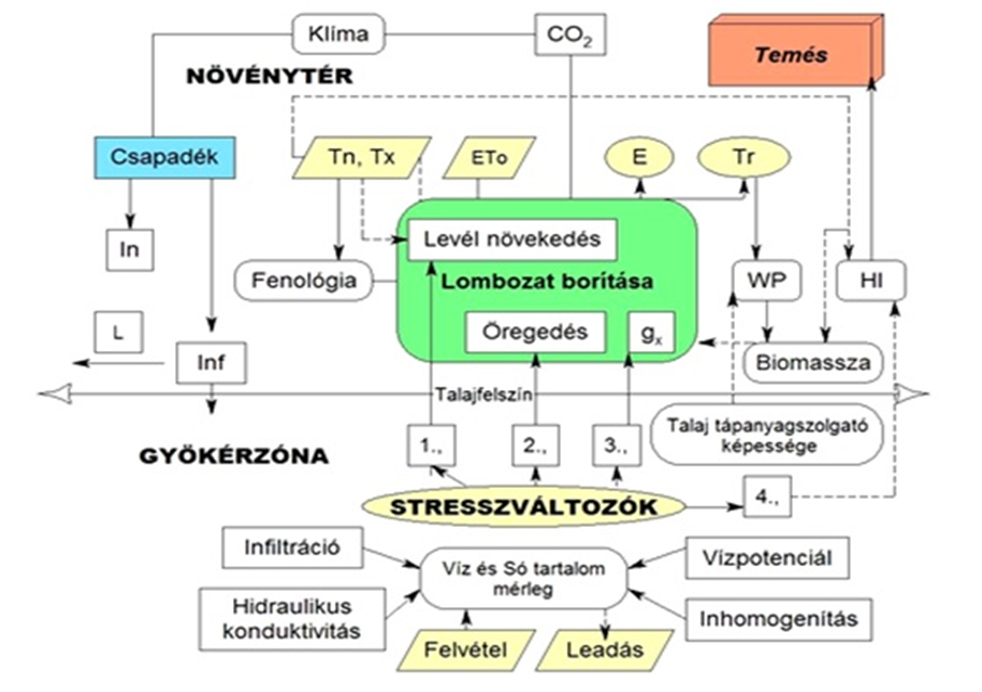 Klíma
CO2
Temés
NÖVÉNYTÉR
Csapadék
Tn, Tx
ETo
E
Tr
In
Levél növekedés
Fenológia
Lombozat borítása
WP
HI
L
Öregedés
gx
Inf
Biomassza
Talajfelszín
Talaj tápanyagszolgató
képessége
1.,
2.,
3.,
GYÖKÉRZÓNA
4.,
STRESSZVÁLTOZÓK
Infiltráció
Víz és Só tartalom
mérleg
Vízpotenciál
Hidraulikus
konduktivitás
Inhomogenítás
Felvétel
Leadás